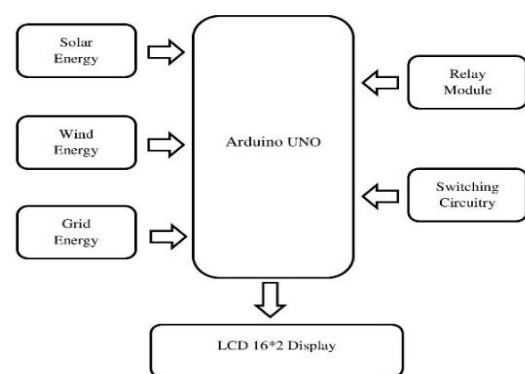 Solar
Energy
Wind
Energy
Grid
Energy
Arduino UNO
Relay
Module
Switching
Circuitry
LCD 16*2 Display